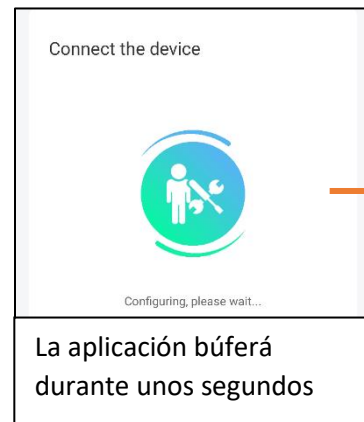 Connect the device
Configuring, please wait...
La aplicación búferá
durante unos segundos